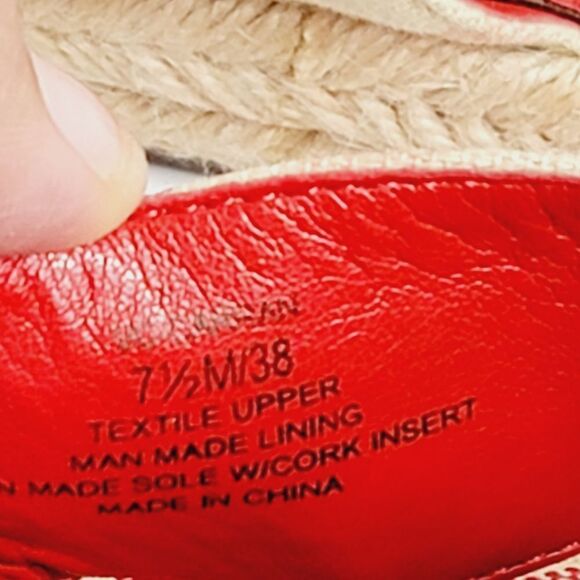 7½M/38
TEXTILE UPPER
MAN MADE LINING
N MADE SOLE W/CORK INSERT
MADE IN CHINA